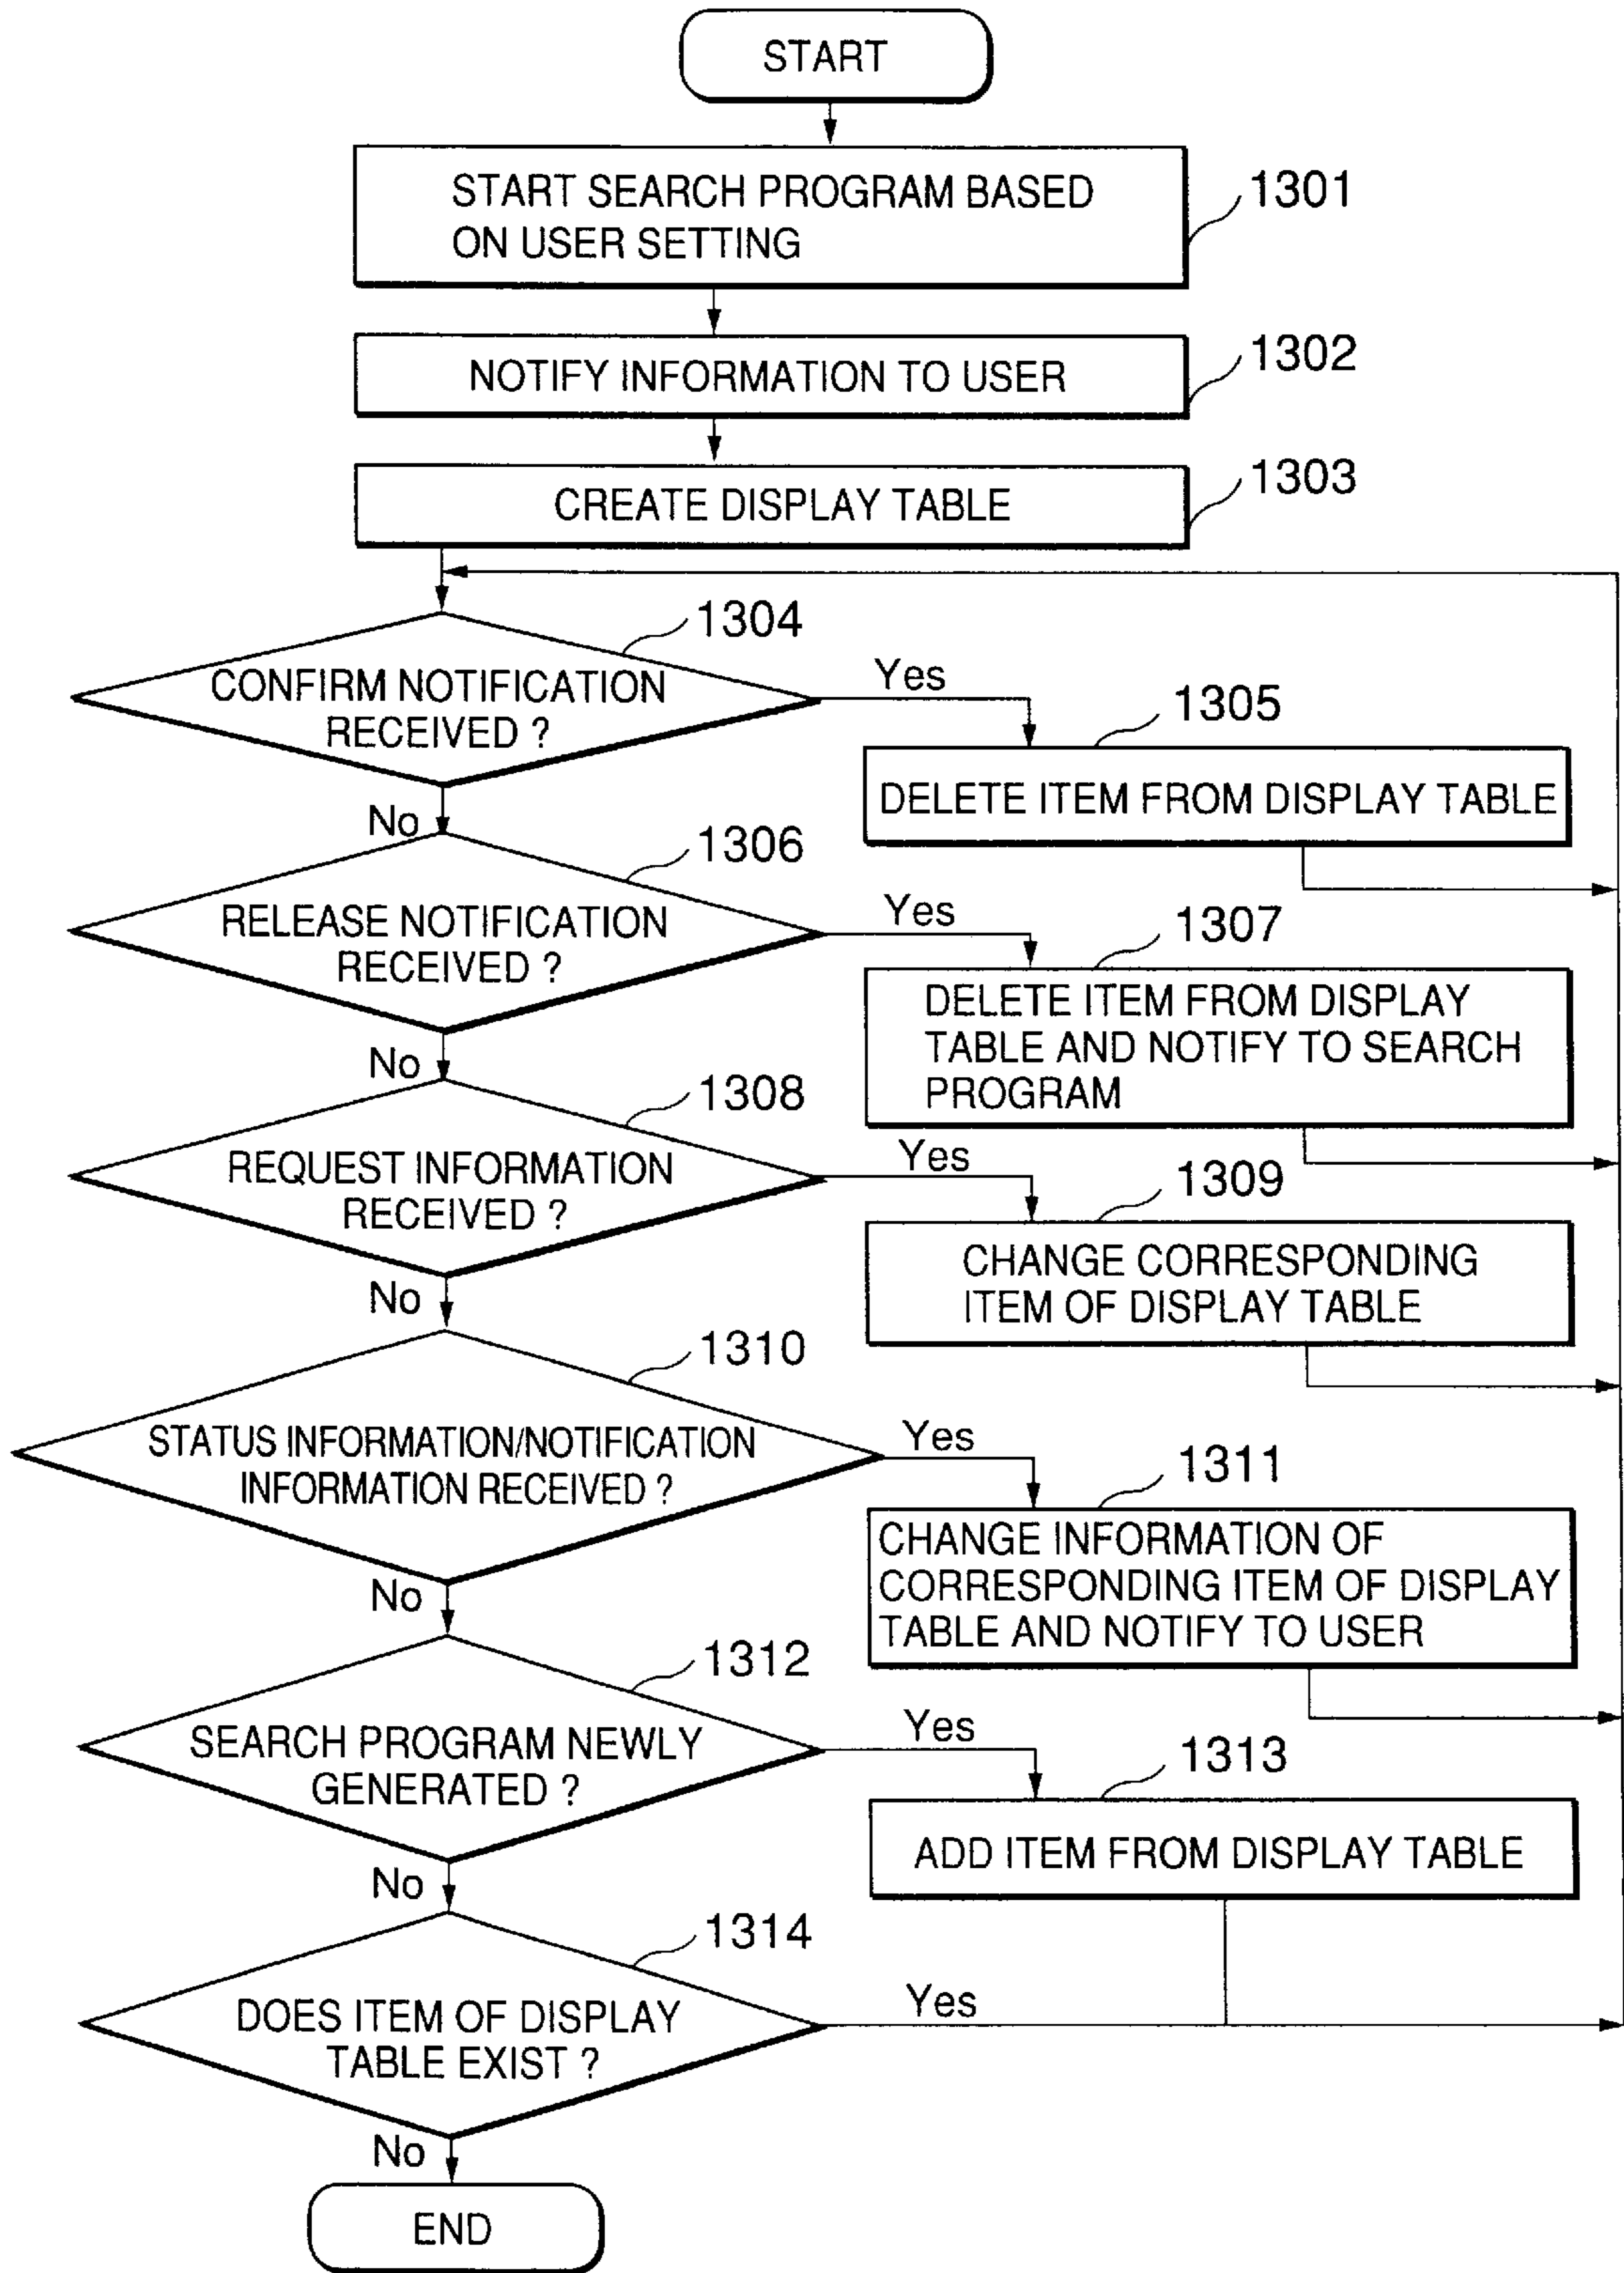 START
START SEARCH PROGRAM BASED
ON USER SETTING
1301
NOTIFY INFORMATION TO USER
1302
CREATE DISPLAY TABLE
1303
1304
CONFIRM NOTIFICATION
RECEIVED ?
Yes
No
1305
DELETE ITEM FROM DISPLAY TABLE
1306
RELEASE NOTIFICATION
RECEIVED ?
Yes
No
1307
DELETE ITEM FROM DISPLAY
TABLE AND NOTIFY TO SEARCH
PROGRAM
1308
REQUEST INFORMATION
RECEIVED ?
Yes
No
1309
CHANGE CORRESPONDING
ITEM OF DISPLAY TABLE
1310
STATUS INFORMATION/NOTIFICATION
INFORMATION RECEIVED ?
Yes
No
1311
CHANGE INFORMATION OF
CORRESPONDING ITEM OF DISPLAY
TABLE AND NOTIFY TO USER
1312
SEARCH PROGRAM NEWLY
GENERATED ?
Yes
No
1313
ADD ITEM FROM DISPLAY TABLE
1314
DOES ITEM OF DISPLAY
TABLE EXIST ?
Yes
No
END